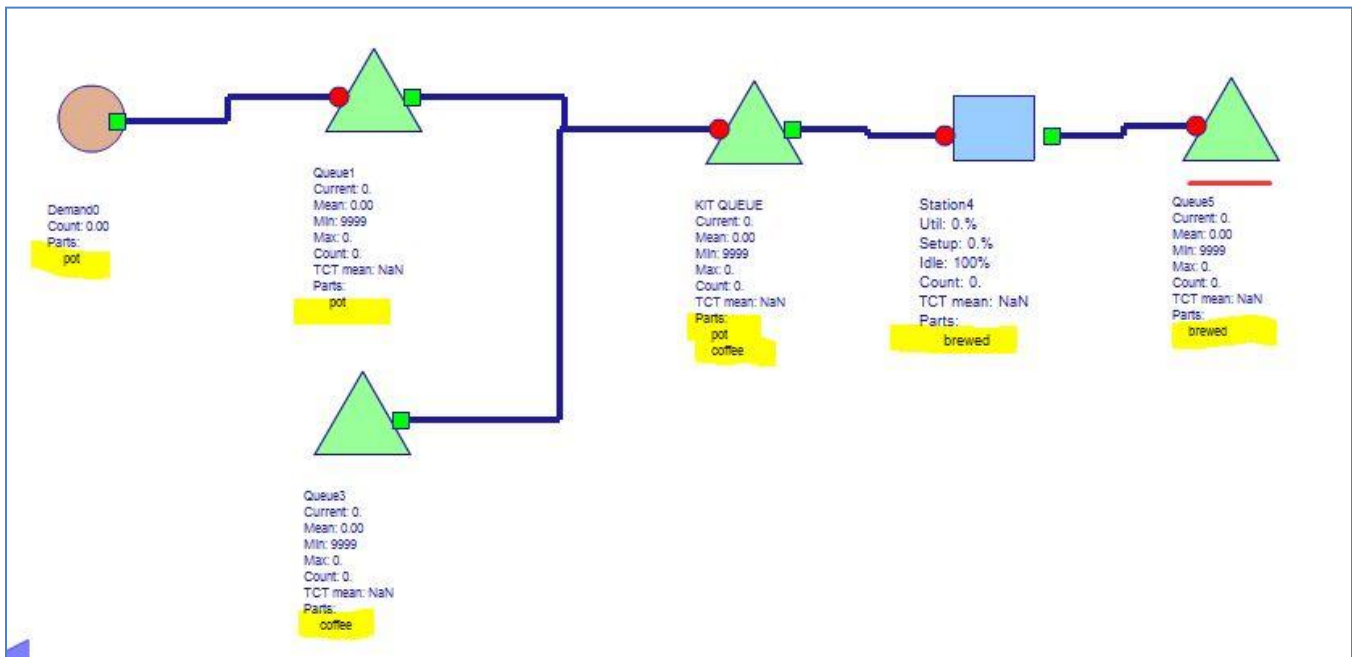 Demand0
Count: 0.00
Parts:
pot
Queue1
Current: 0.
Mean: 0.00
Min: 9999
Max: 0.
Count: 0.
TCT mean: NaN
Parts:
pot
Queue3
Current: 0.
Mean: 0.00
Min: 9999
Max: 0.
Count: 0.
TCT mean: NaN
Parts:
coffee
KIT QUEUE
Current: 0.
Mean: 0.00
Min: 9999
Max: 0.
Count: 0.
TCT mean: NaN
Parts:
pot
coffee
Station4
Util: 0.%
Setup: 0.%
Idle: 100%
Count: 0.
TCT mean: NaN
Parts:
brewed
Queue5
Current: 0.
Mean: 0.00
Min: 9999
Max: 0.
Count: 0.
TCT mean: NaN
Parts:
brewed